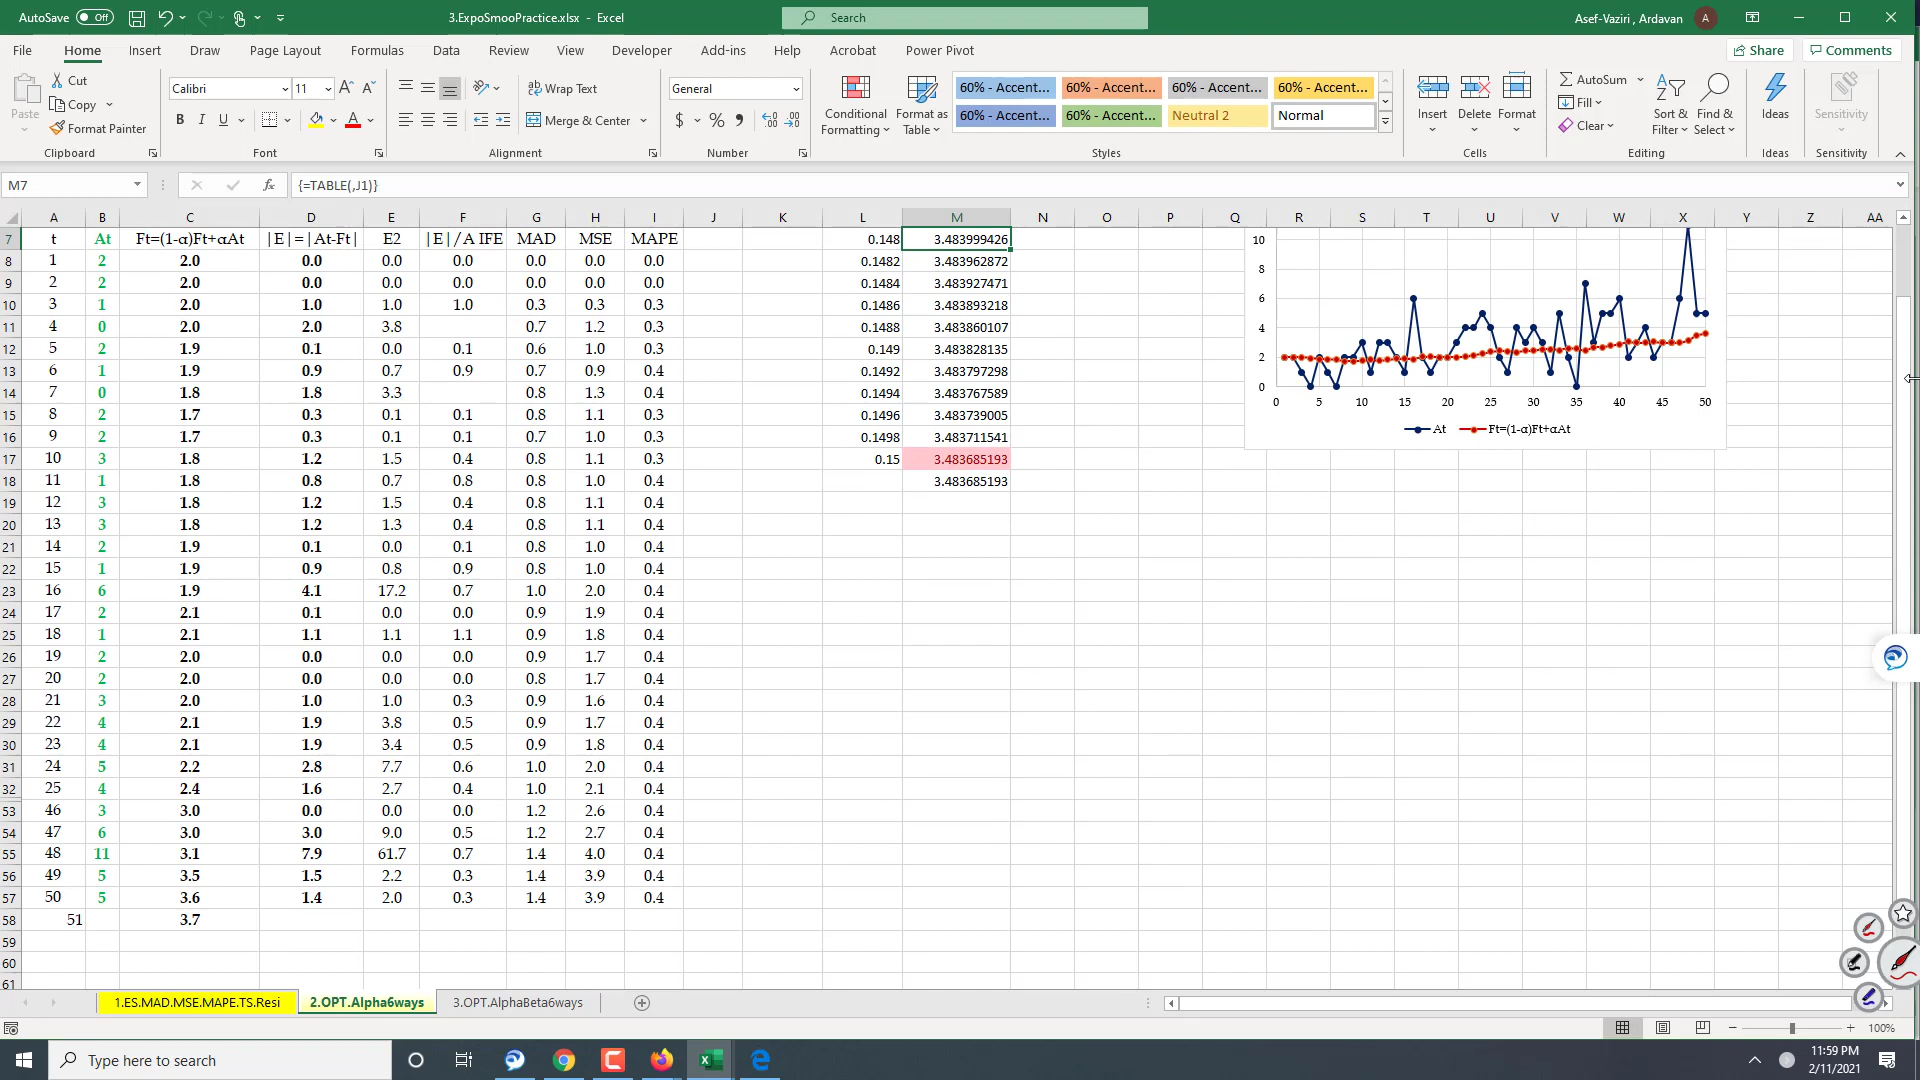 AutoSave Off 3.ExpoSmooPractice.xlsx - Excel Search Asef-Vaziri , Ardavan A
File Home Insert Draw Page Layout Formulas Data Review View Developer Add-ins Help Acrobat Power Pivot Share Comments
Paste Cut Copy Format Painter Clipboard
Calibri 11 B I U A Font
Wrap Text Merge & Center Alignment
General $ % Number
Conditional Formatting Format as Table
60% - Accent... 60% - Accent... 60% - Accent... 60% - Accent...
60% - Accent... 60% - Accent... Neutral 2 Normal
Styles
Insert Delete Format Cells
AutoSum Fill Clear Sort & Filter Find & Select Editing
Ideas Ideas
Sensitivity Sensitivity
M7 fx {=TABLE(,J1)}
A B C D E F G H I J K L M N O P Q R S T U V W X Y Z AA
7 t At Ft=(1-α)Ft+αAt |E|=|At-Ft| E2 |E|/A IFE MAD MSE MAPE 0.148 3.483999426
8 1 2 2.0 0.0 0.0 0.0 0.0 0.0 0.0 0.1482 3.483962872
9 2 2 2.0 0.0 0.0 0.0 0.0 0.0 0.0 0.1484 3.483927471
10 3 1 2.0 1.0 1.0 1.0 0.3 0.3 0.3 0.1486 3.483893218
11 4 0 2.0 2.0 3.8 0.7 1.2 0.3 0.1488 3.483860107
12 5 2 1.9 0.1 0.0 0.1 0.6 1.0 0.3 0.149 3.483828135
13 6 1 1.9 0.9 0.7 0.9 0.7 0.9 0.4 0.1492 3.483797298
14 7 0 1.8 1.8 3.3 0.8 1.3 0.4 0.1494 3.483767589
15 8 2 1.7 0.3 0.1 0.1 0.8 1.1 0.3 0.1496 3.483739005
16 9 2 1.7 0.3 0.1 0.1 0.7 1.0 0.3 0.1498 3.483711541
17 10 3 1.8 1.2 1.5 0.4 0.8 1.1 0.3 0.15 3.483685193
18 11 1 1.8 0.8 0.7 0.8 0.8 1.0 0.4 3.483685193
19 12 3 1.8 1.2 1.5 0.4 0.8 1.1 0.4
20 13 3 1.8 1.2 1.3 0.4 0.8 1.1 0.4
21 14 2 1.9 0.1 0.0 0.1 0.8 1.0 0.4
22 15 1 1.9 0.9 0.8 0.9 0.8 1.0 0.4
23 16 6 1.9 4.1 17.2 0.7 1.0 2.0 0.4
24 17 2 2.1 0.1 0.0 0.0 0.9 1.9 0.4
25 18 1 2.1 1.1 1.1 1.1 0.9 1.8 0.4
26 19 2 2.0 0.0 0.0 0.0 0.9 1.7 0.4
27 20 2 2.0 0.0 0.0 0.0 0.8 1.7 0.4
28 21 3 2.0 1.0 1.0 0.3 0.9 1.6 0.4
29 22 4 2.1 1.9 3.8 0.5 0.9 1.7 0.4
30 23 4 2.1 1.9 3.4 0.5 0.9 1.8 0.4
31 24 5 2.2 2.8 7.7 0.6 1.0 2.0 0.4
32 25 4 2.4 1.6 2.7 0.4 1.0 2.1 0.4
53 46 3 3.0 0.0 0.0 0.0 1.2 2.6 0.4
54 47 6 3.0 3.0 9.0 0.5 1.2 2.7 0.4
55 48 11 3.1 7.9 61.7 0.7 1.4 4.0 0.4
56 49 5 3.5 1.5 2.2 0.3 1.4 3.9 0.4
57 50 5 3.6 1.4 2.0 0.3 1.4 3.9 0.4
58 51 3.7
59
60
61
10
8
6
4
2
0
0 5 10 15 20 25 30 35 40 45 50
At Ft=(1-α)Ft+αAt
1.ES.MAD.MSE.MAPE.TS.Resi 2.OPT.Alpha6ways 3.OPT.AlphaBeta6ways
100%
Type here to search 11:59 PM
2/11/2021